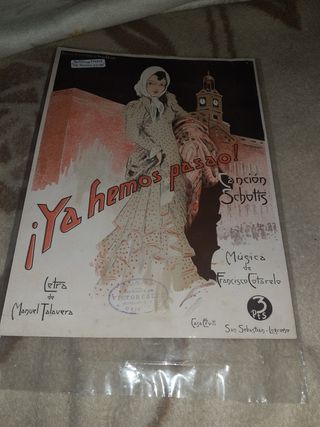 ¡Ya hemos pasao!
Canción
Schotis
Letra
de
Manuel Talavera
Música
de
Francisco Cotarelo
3
PTS
San Sebastián-Logroño